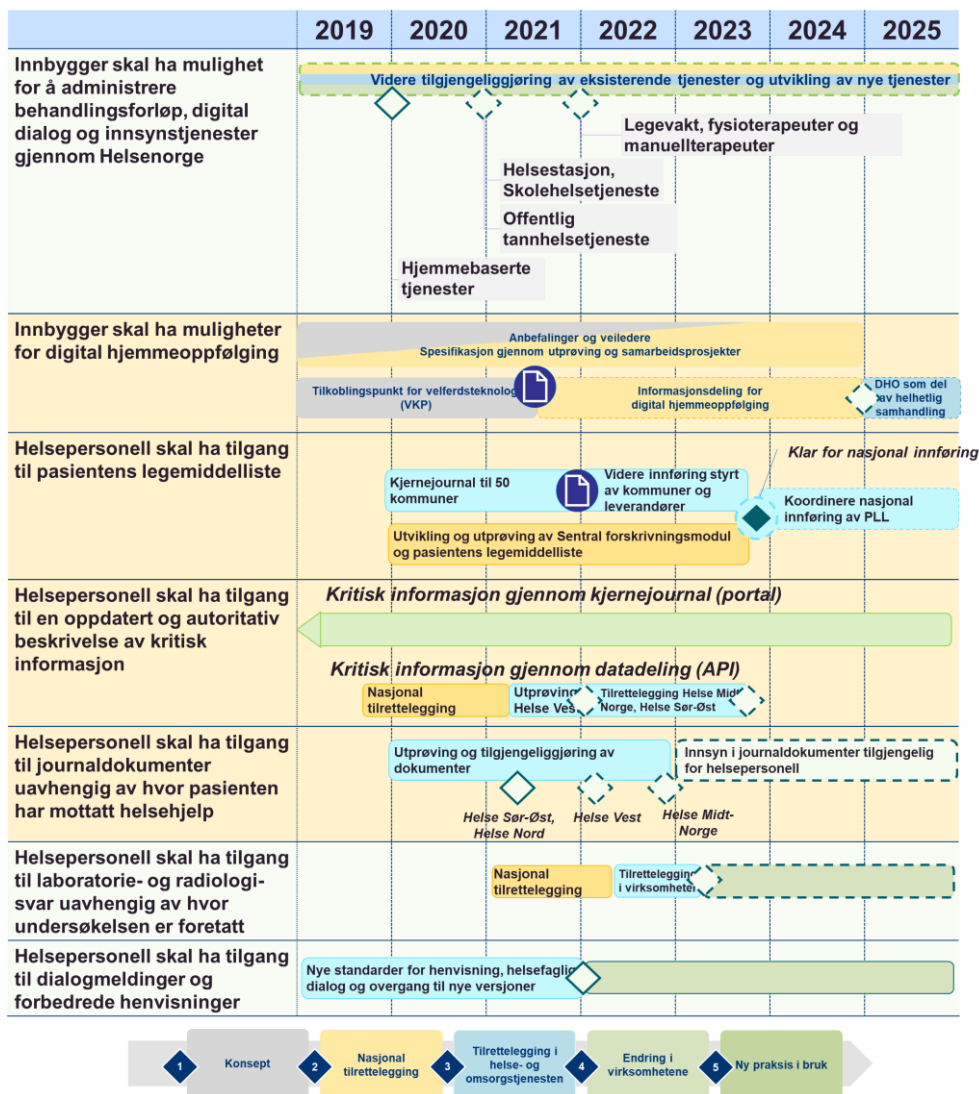 2019 2020 2021 2022 2023 2024 2025
Innbygger skal ha mulighet
for å administrere
behandlingsforløp, digital
dialog og innsynstjenester
gjennom Helsenorge
Videre tilgjengeliggjøring av eksisterende tjenester og utvikling av nye tjenester
Legevakt, fysioterapeuter og
manuellterapeuter
Helsestasjon,
Skolehelsetjeneste
Offentlig
tannhelsetjeneste
Hjemmebaserte
tjenester
Innbygger skal ha muligheter
for digital hjemmeoppfølging
Anbefalinger og veiledere
Spesifikasjon gjennom utprøving og samarbeidsprosjekter
Tilkoblingspunkt for velferdsteknolog
(VKP)
Informasjonsdeling for
digital hjemmeoppfølging
DHO som del
av helhetlig
samhandling
Helsepersonell skal ha tilgang
til pasientens legemiddelliste
Klar for nasjonal innføring
Kjernejournal til 50
kommuner
Videre innføring styrt
av kommuner og
leverandører
Koordinere nasjonal
innføring av PLL
Utvikling og utprøving av Sentral forskrivningsmodul
og pasientens legemiddelliste
Helsepersonell skal ha tilgang
til en oppdatert og autoritativ
beskrivelse av kritisk
informasjon
Kritisk informasjon gjennom kjernejournal (portal)
Kritisk informasjon gjennom datadeling (API)
Nasjonal
tilrettelegging
Utprøving
Helse Vest
Tilrettelegging Helse Midt
Norge, Helse Sør-Øst
Helsepersonell skal ha tilgang
til journaldokumenter
uavhengig av hvor pasienten
har mottatt helsehjelp
Utprøving og tilgjengeliggjøring av
dokumenter
Innsyn i journaldokumenter tilgjengelig
for helsepersonell
Helse Sør-Øst,
Helse Nord
Helse Vest
Helse Midt-
Norge
Helsepersonell skal ha tilgang
til laboratorie- og radiologi-
svar uavhengig av hvor
undersøkelsen er foretatt
Nasjonal
tilrettelegging
Tilrettelegging
i virksomheter
Helsepersonell skal ha tilgang
til dialogmeldinger og
forbedrede henvisninger
Nye standarder for henvisning, helsefaglig
dialog og overgang til nye versjoner
1 Konsept
2 Nasjonal
tilrettelegging
3 Tilrettelegging i
helse- og
omsorgstjenesten
4 Endring i
virksomhetene
5 Ny praksis i bruk